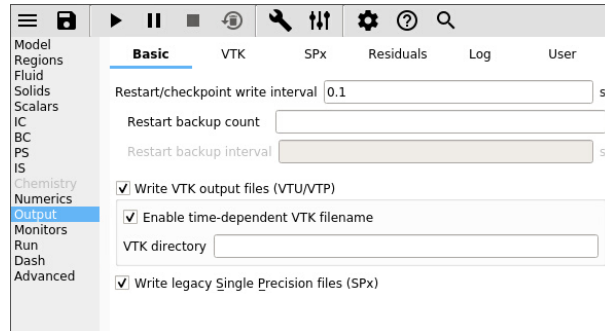 Model
Regions
Fluid
Solids
Scalars
IC
BC
PS
IS
Chemistry
Numerics
Output
Monitors
Run
Dash
Advanced
Basic VTK SPx Residuals Log User
Restart/checkpoint write interval 0.1 s
Restart backup count
Restart backup interval s
Write VTK output files (VTU/VTP)
Enable time-dependent VTK filename
VTK directory
Write legacy Single Precision files (SPx)